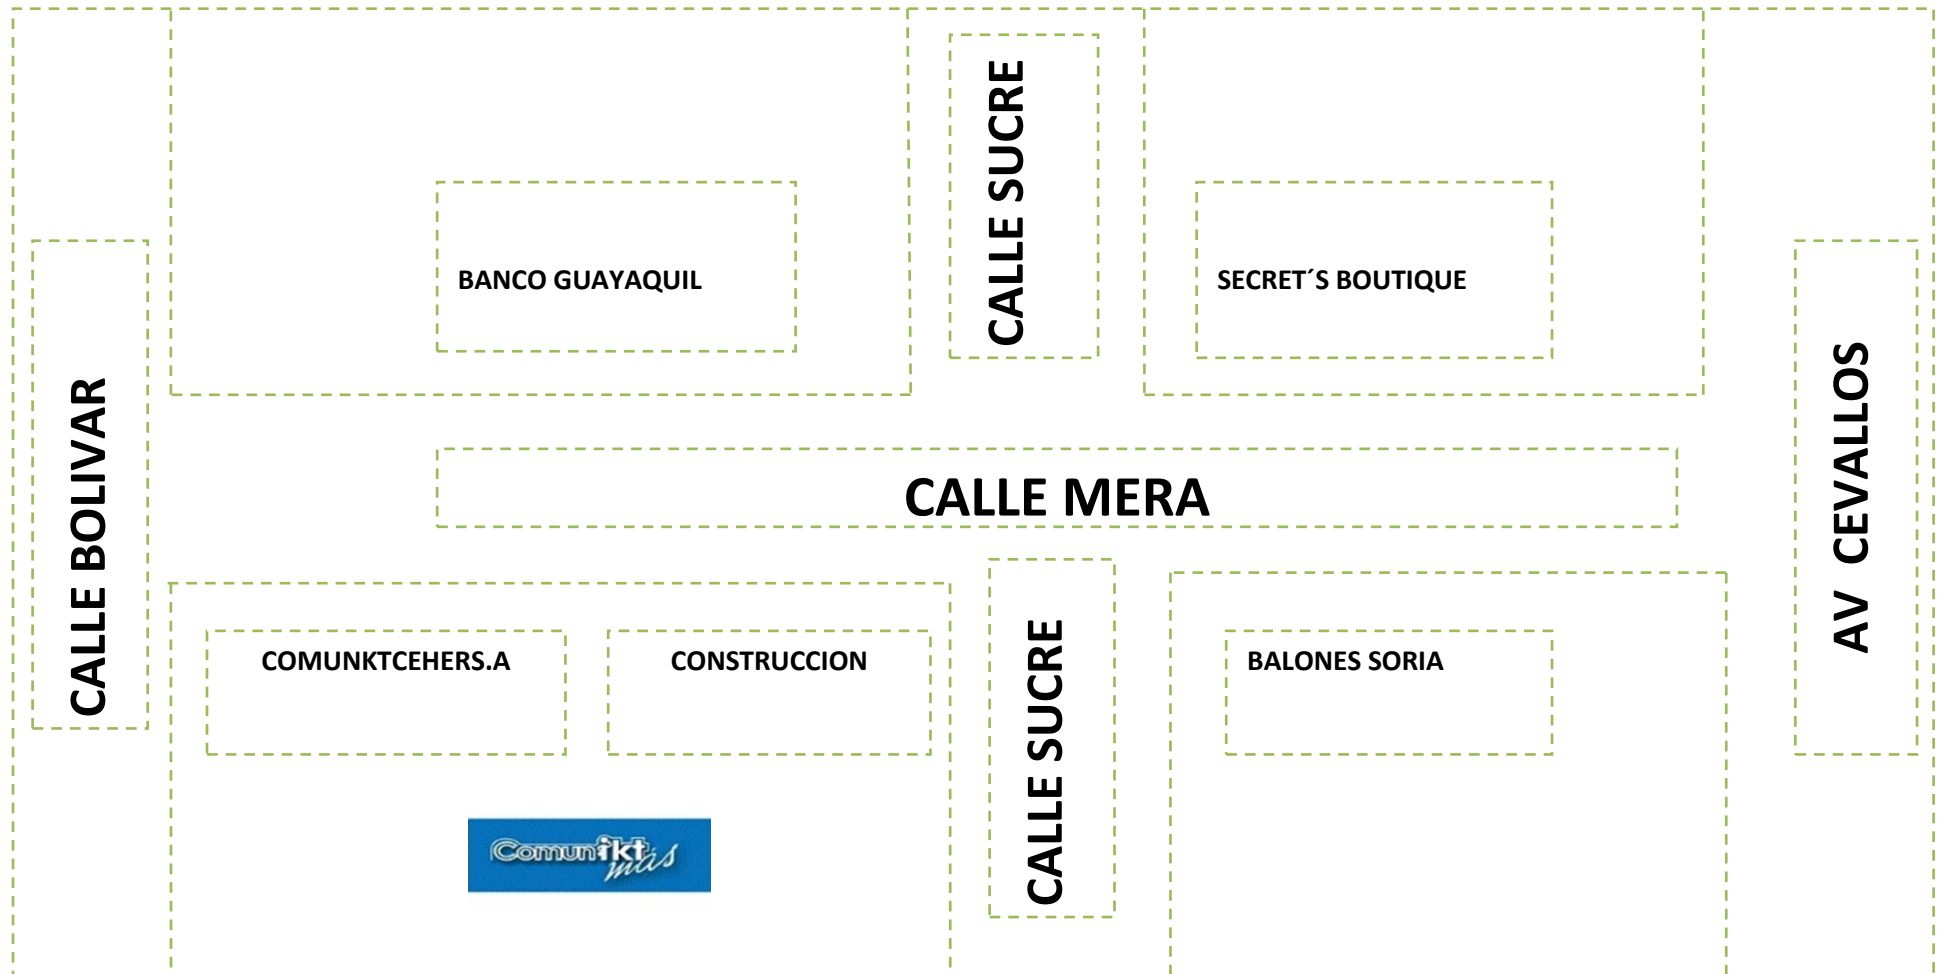 CALLE SUCRE
BANCO GUAYAQUIL
SECRET´S BOUTIQUE
CALLE BOLIVAR
AV CEVALLOS
CALLE MERA
COMUNKTCEHERS.A
CONSTRUCCION
CALLE SUCRE
BALONES SORIA
Comunikt
más